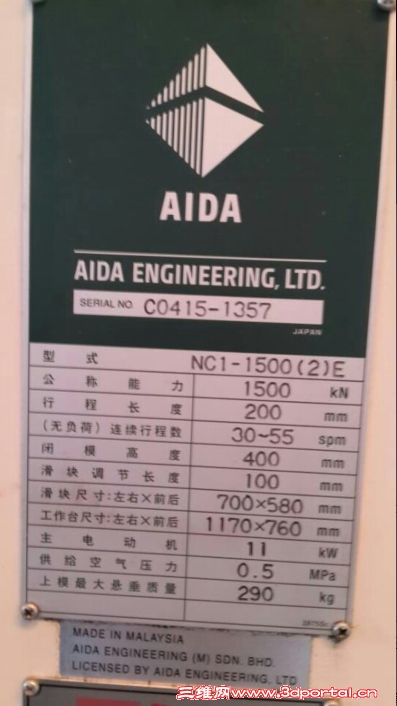 AIDA
AIDA ENGINEERING, LTD.
SERIAL NO. C0415-1357
JAPAN
型式 NC1-1500(2)E
公称能力 1500 kN
行程长度 200 mm
(无负荷)连续行程数 30~55 spm
闭模高度 400 mm
滑块调节长度 100 mm
滑块尺寸:左右×前后 700×580 mm
工作台尺寸:左右×前后 1170×760 mm
主电动机 11 kW
供给空气压力 0.5 MPa
上模最大悬垂质量 290 kg
MADE IN MALAYSIA
AIDA ENGINEERING (M) SDN. BHD.
LICENSED BY AIDA ENGINEERING, LTD
三维网www.3dportal.cn